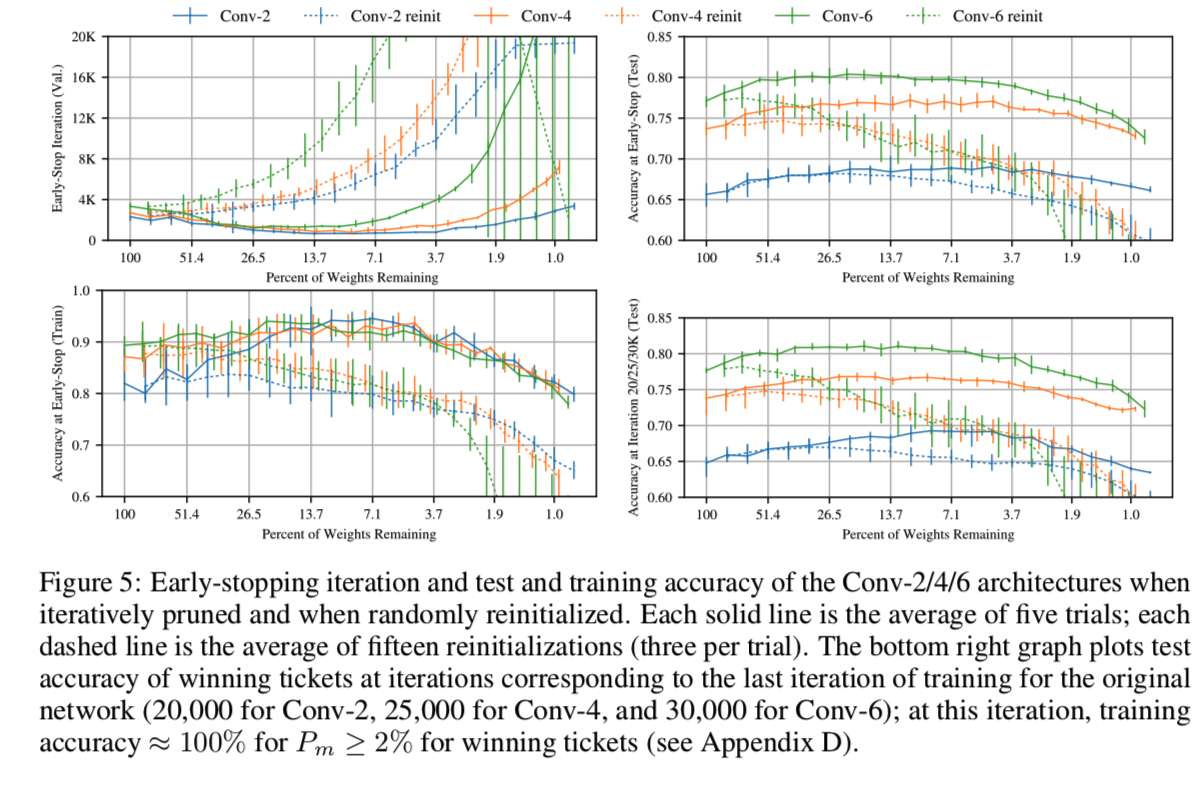 Conv-2 Conv-2 reinit Conv-4 Conv-4 reinit Conv-6 Conv-6 reinit
Early-Stop Iteration (Val.)
20K
16K
12K
8K
4K
0
100 51.4 26.5 13.7 7.1 3.7 1.9 1.0
Percent of Weights Remaining
Accuracy at Early-Stop (Test)
0.85
0.80
0.75
0.70
0.65
0.60
100 51.4 26.5 13.7 7.1 3.7 1.9 1.0
Percent of Weights Remaining
Accuracy at Early-Stop (Train)
1.0
0.9
0.8
0.7
0.6
100 51.4 26.5 13.7 7.1 3.7 1.9 1.0
Percent of Weights Remaining
Accuracy at Iteration 20/25/30K (Test)
0.85
0.80
0.75
0.70
0.65
0.60
100 51.4 26.5 13.7 7.1 3.7 1.9 1.0
Percent of Weights Remaining
Figure 5: Early-stopping iteration and test and training accuracy of the Conv-2/4/6 architectures when
iteratively pruned and when randomly reinitialized. Each solid line is the average of five trials; each
dashed line is the average of fifteen reinitializations (three per trial). The bottom right graph plots test
accuracy of winning tickets at iterations corresponding to the last iteration of training for the original
network (20,000 for Conv-2, 25,000 for Conv-4, and 30,000 for Conv-6); at this iteration, training
accuracy ≈ 100% for Pm ≥ 2% for winning tickets (see Appendix D).